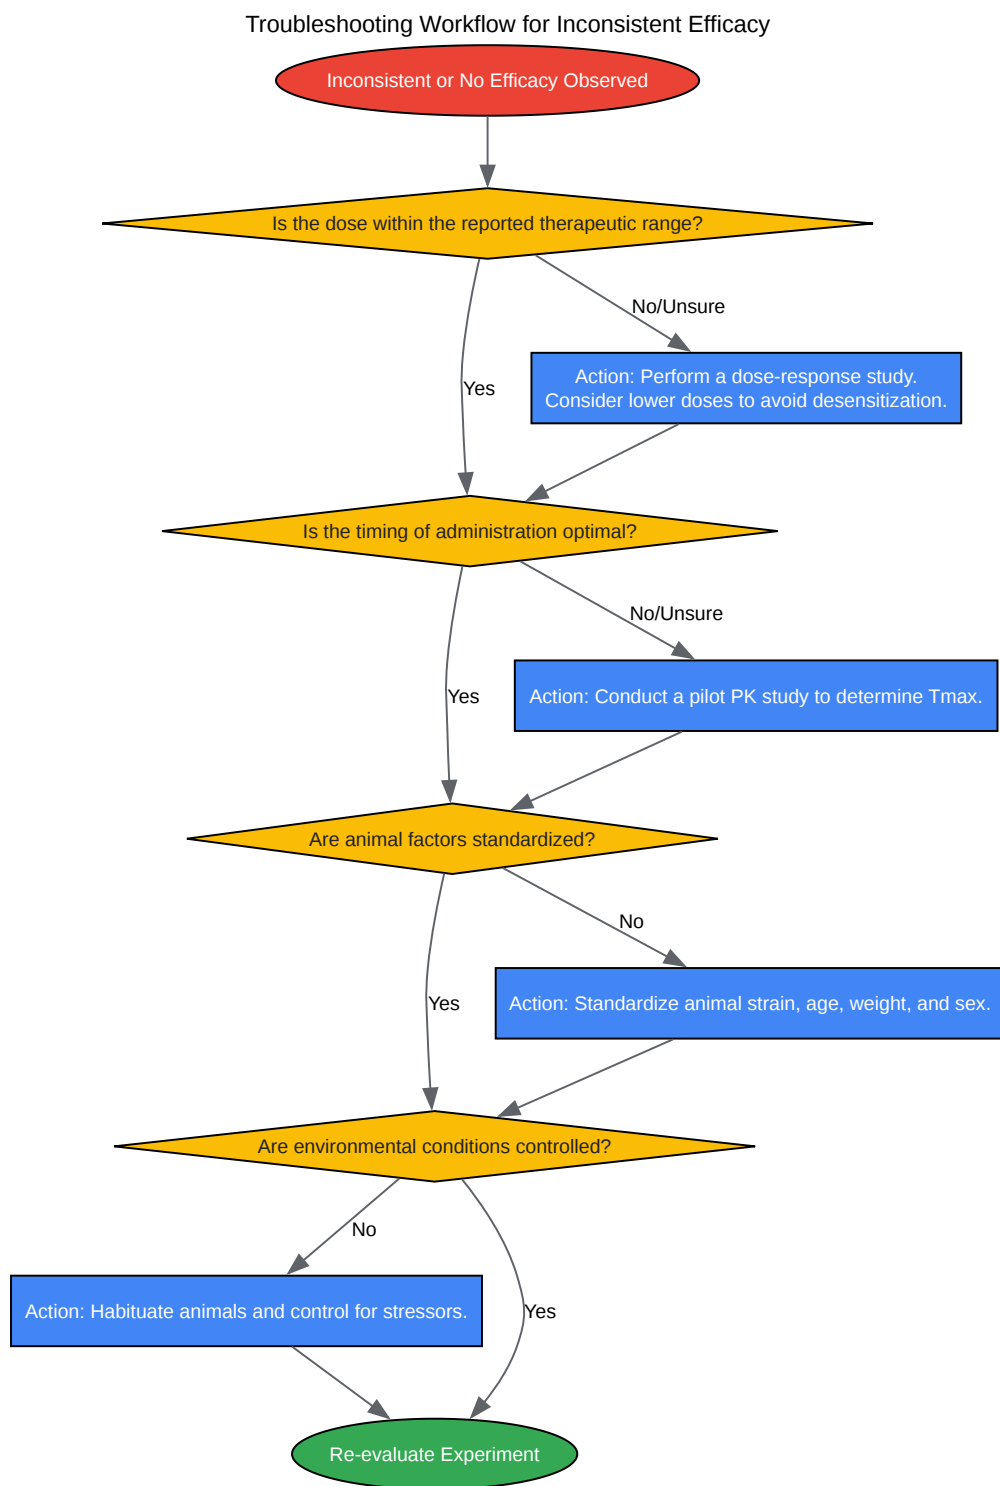 Troubleshooting Workflow for Inconsistent Efficacy
Inconsistent or No Efficacy Observed
Is the dose within the reported therapeutic range?
No/Unsure
Action: Perform a dose-response study.
Consider lower doses to avoid desensitization.
Yes
Is the timing of administration optimal?
No/Unsure
Action: Conduct a pilot PK study to determine Tmax.
Yes
Are animal factors standardized?
No
Action: Standardize animal strain, age, weight, and sex.
Yes
Are environmental conditions controlled?
No
Action: Habituate animals and control for stressors.
Yes
Re-evaluate Experiment